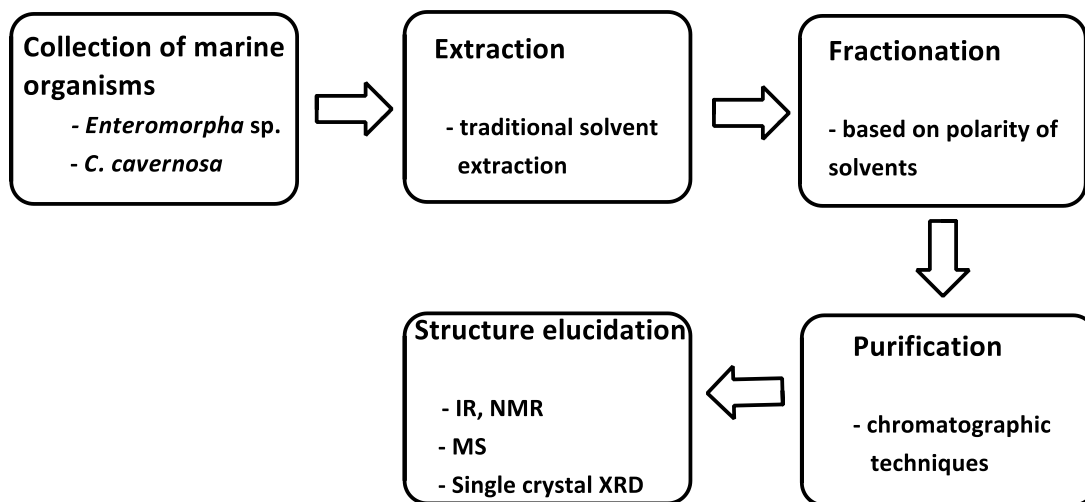 Collection of marine
organisms
- Enteromorpha sp.
- C. cavernosa
Extraction
- traditional solvent
extraction
Fractionation
- based on polarity of
solvents
Purification
- chromatographic
techniques
Structure elucidation
- IR, NMR
- MS
- Single crystal XRD